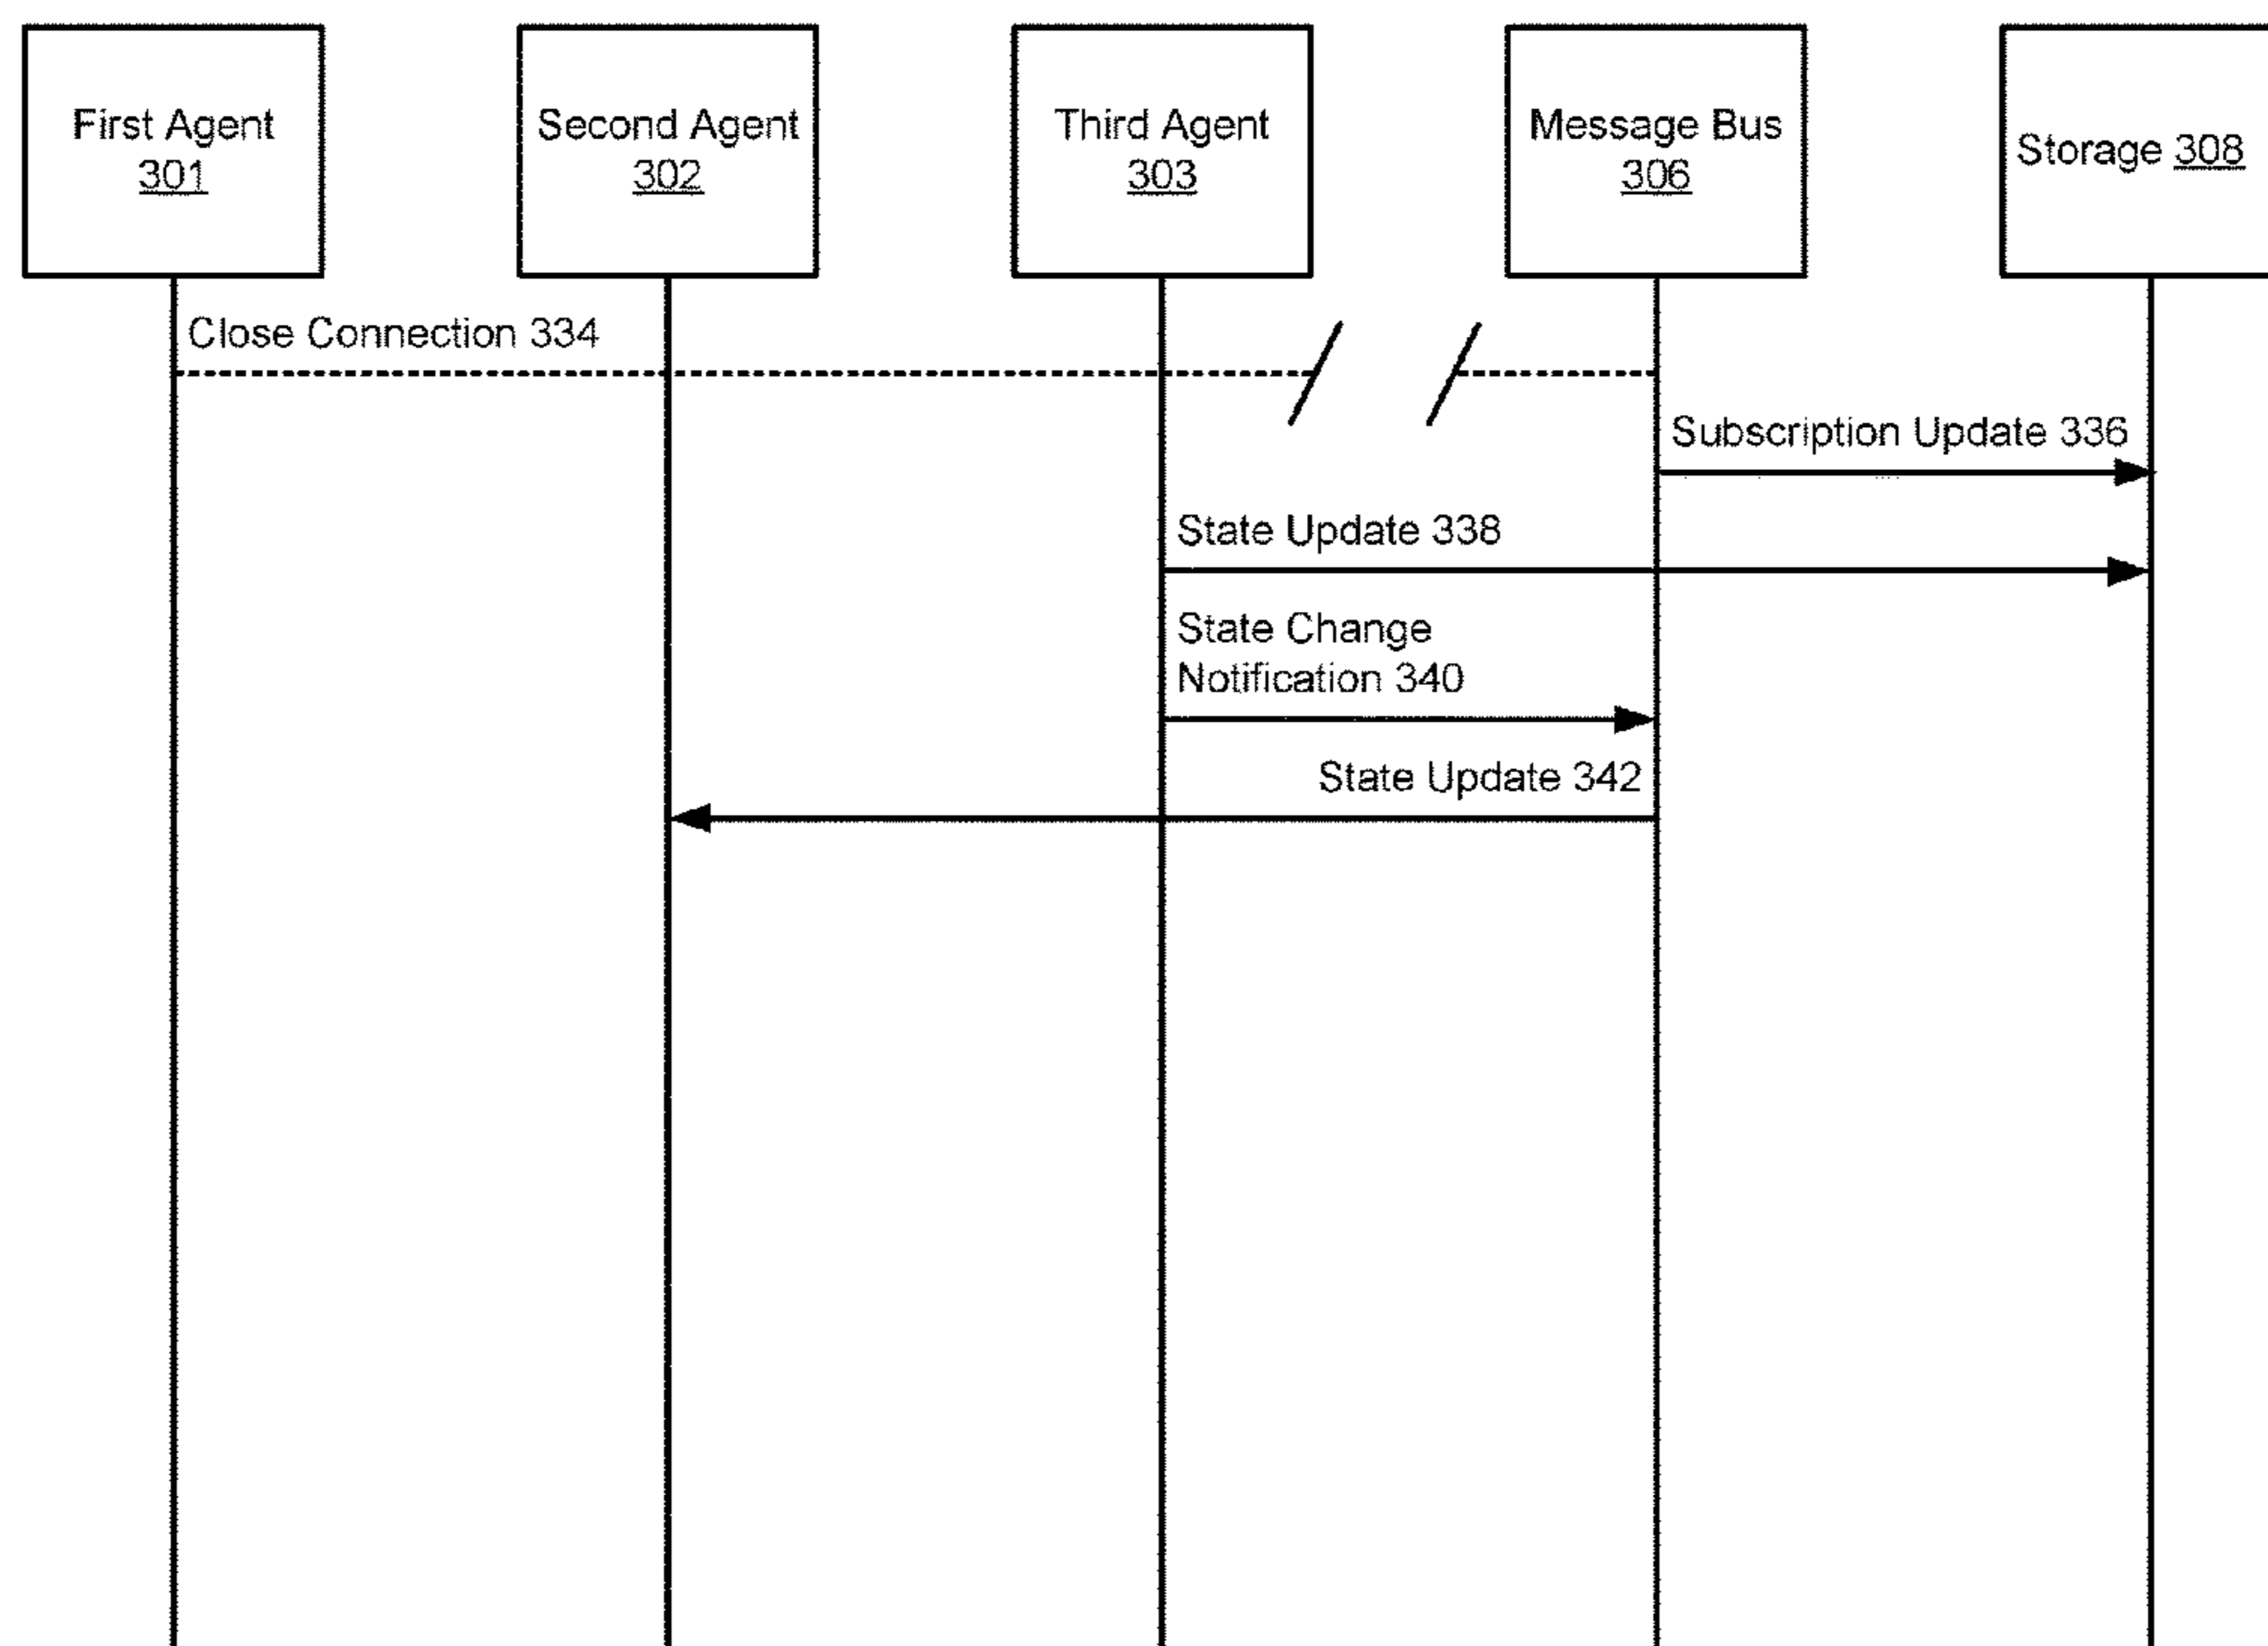 First Agent
301
Second Agent
302
Third Agent
303
Message Bus
306
Storage 308
Close Connection 334
Subscription Update 336
State Update 338
State Change
Notification 340
State Update 342